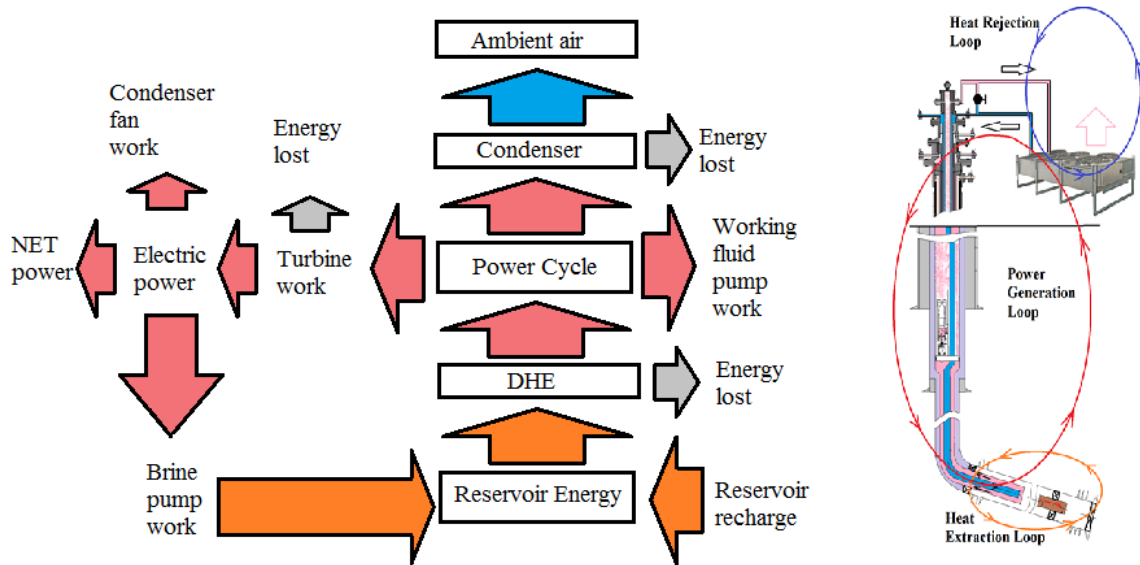 Ambient air
Condenser
fan
work
Energy
lost
Condenser
Energy
lost
NET
power
Electric
power
Turbine
work
Power Cycle
Working
fluid
pump
work
DHE
Energy
lost
Brine
pump
work
Reservoir Energy
Reservoir
recharge
Heat Rejection
Loop
Power
Generation
Loop
Heat
Extraction Loop